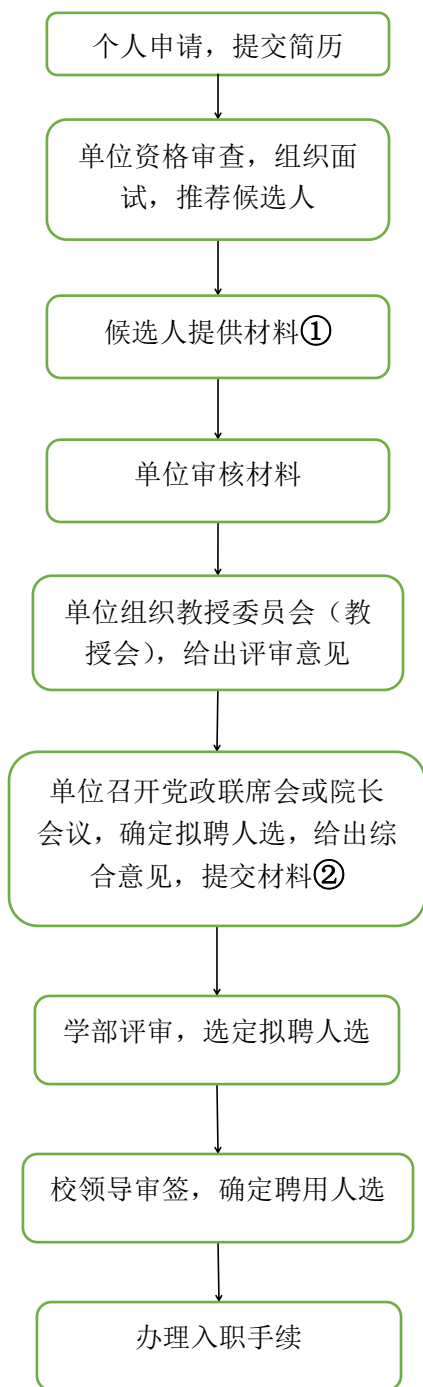 个人申请，提交简历
单位资格审查，组织面
试，推荐候选人
候选人提供材料①
单位审核材料
单位组织教授委员会（教
授会），给出评审意见
单位召开党政联席会或院长
会议，确定拟聘人选，给出综
合意见，提交材料②
学部评审，选定拟聘人选
校领导审签，确定聘用人选
办理入职手续